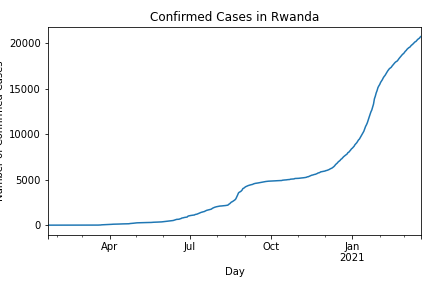 Confirmed Cases in Rwanda
20000
15000
10000
5000
0
Number of Confirmed Cases
Apr
Jul
Oct
Jan
2021
Day